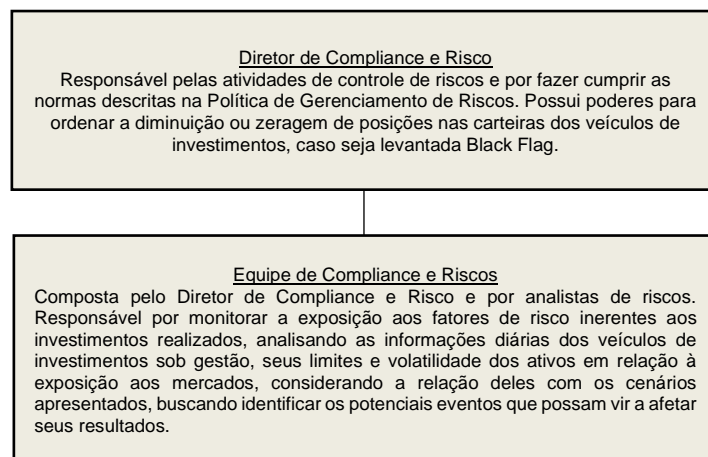 Diretor de Compliance e Risco
Responsável pelas atividades de controle de riscos e por fazer cumprir as
normas descritas na Política de Gerenciamento de Riscos. Possui poderes para
ordenar a diminuição ou zeragem de posições nas carteiras dos veículos de
investimentos, caso seja levantada Black Flag.
Equipe de Compliance e Riscos
Composta pelo Diretor de Compliance e Risco e por analistas de riscos.
Responsável por monitorar a exposição aos fatores de risco inerentes aos
investimentos realizados, analisando as informações diárias dos veículos de
investimentos sob gestão, seus limites e volatilidade dos ativos em relação à
exposição aos mercados, considerando a relação deles com os cenários
apresentados, buscando identificar os potenciais eventos que possam vir a afetar
seus resultados.